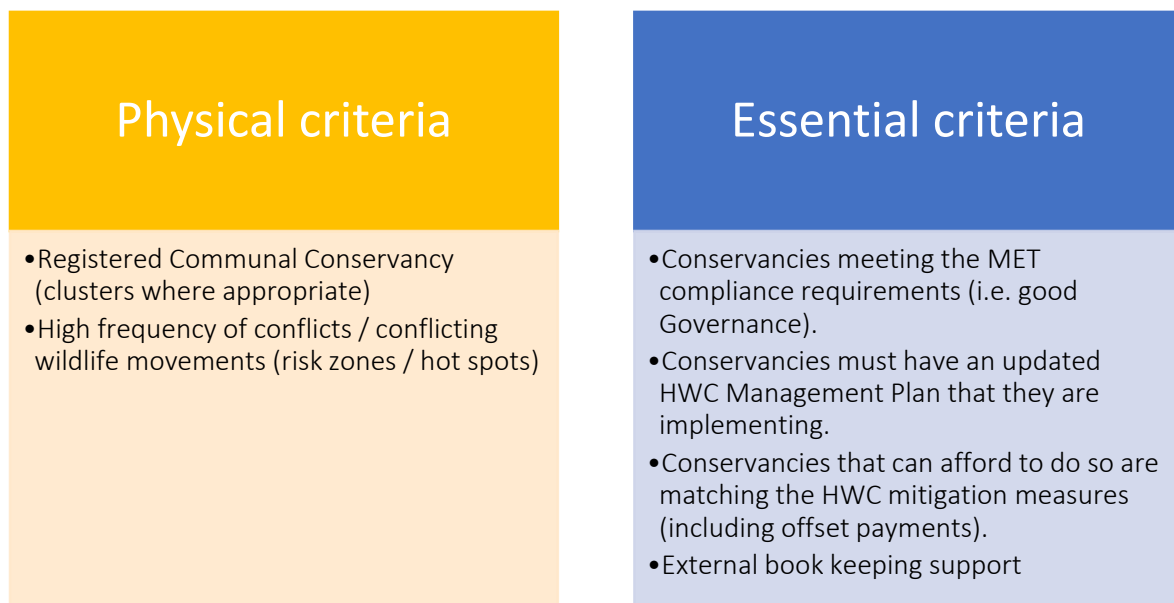 Physical criteria
•Registered Communal Conservancy
(clusters where appropriate)
•High frequency of conflicts / conflicting
wildlife movements (risk zones / hot spots)
Essential criteria
•Conservancies meeting the MET
compliance requirements (i.e. good
Governance).
•Conservancies must have an updated
HWC Management Plan that they are
implementing.
•Conservancies that can afford to do so are
matching the HWC mitigation measures
(including offset payments).
•External book keeping support